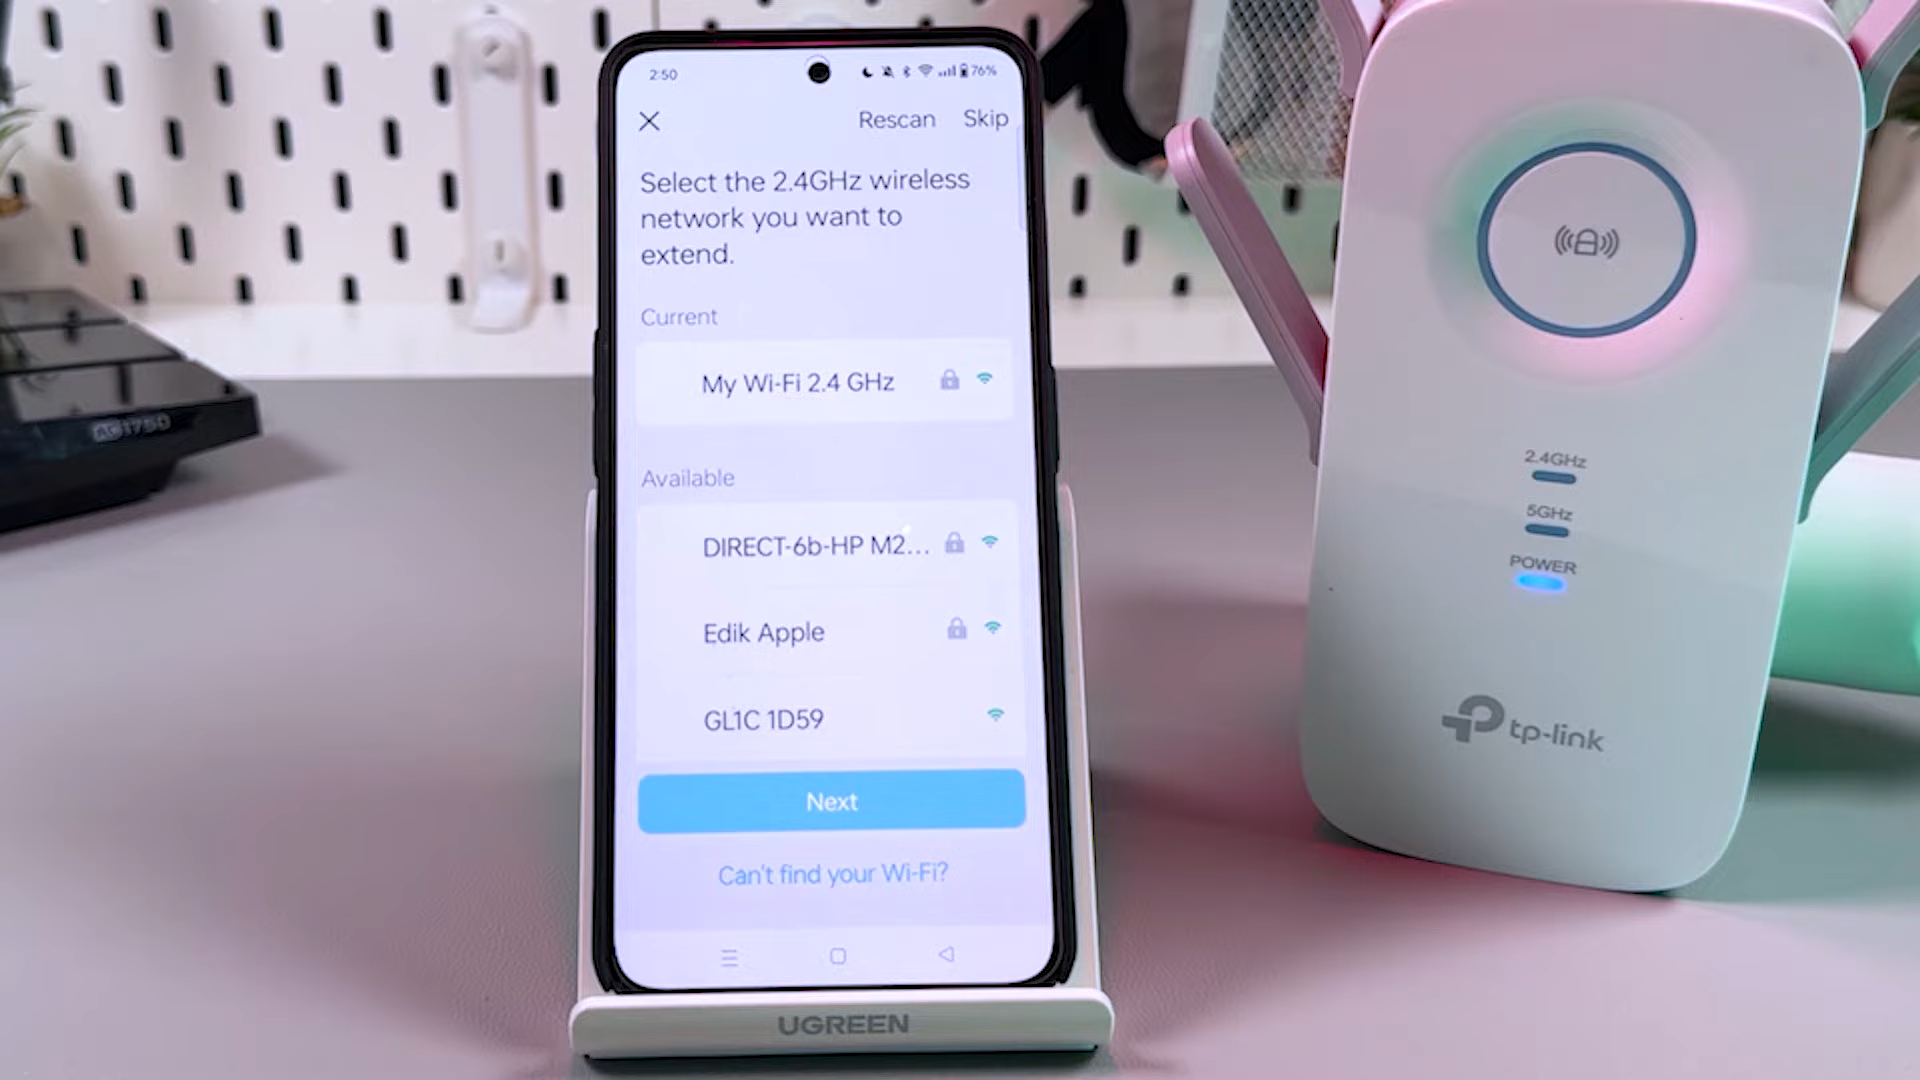 2:50
76%
Rescan Skip
Select the 2.4GHz wireless
network you want to
extend.
Current
My Wi-Fi 2.4 GHz
Available
DIRECT-6b-HP M2...
Edik Apple
GL1C 1D59
Next
Can't find your Wi-Fi?
UGREEN
AC1750
2.4GHz
5GHz
POWER
tp-link